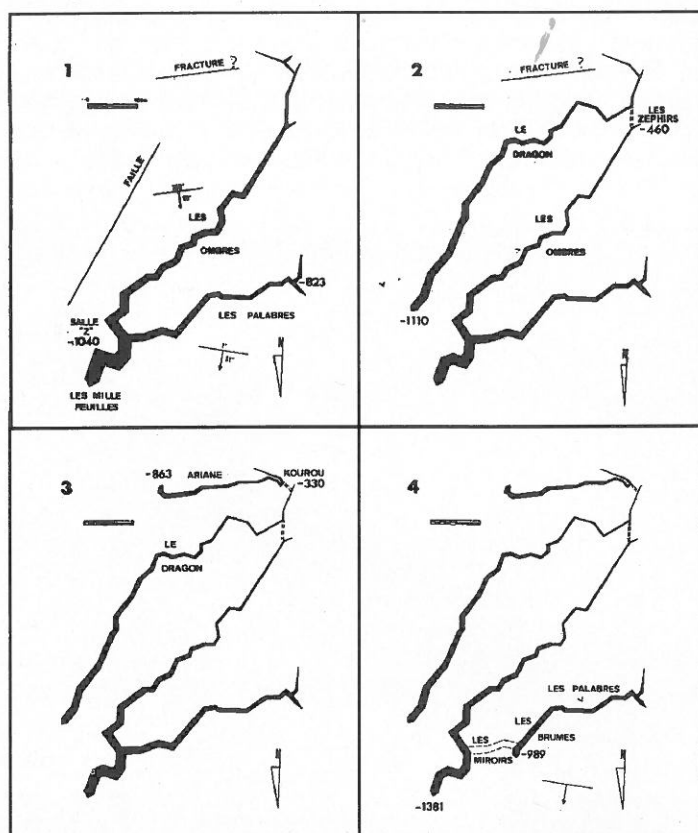 1
FRACTURE ?
FAILLE
LES
OMBRES
-823
SALLE
"Z"
-1040
LES PALABRES
N
LES MILLE
FEUILLES
2
FRACTURE ?
LES
ZEPHIRS
-460
LE
DRAGON
LES
OMBRES
-1110
N
3
-863
ARIANE
KOUROU
-330
LE
DRAGON
N
4
LES PALABRES
LES
BRUMES
LES
MIROIRS
-989
-1381
N